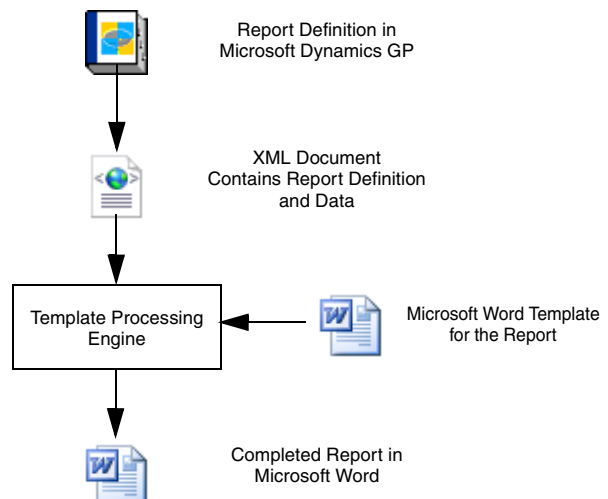 Report Definition in
Microsoft Dynamics GP
XML Document
Contains Report Definition
and Data
Template Processing
Engine
Microsoft Word Template
for the Report
Completed Report in
Microsoft Word